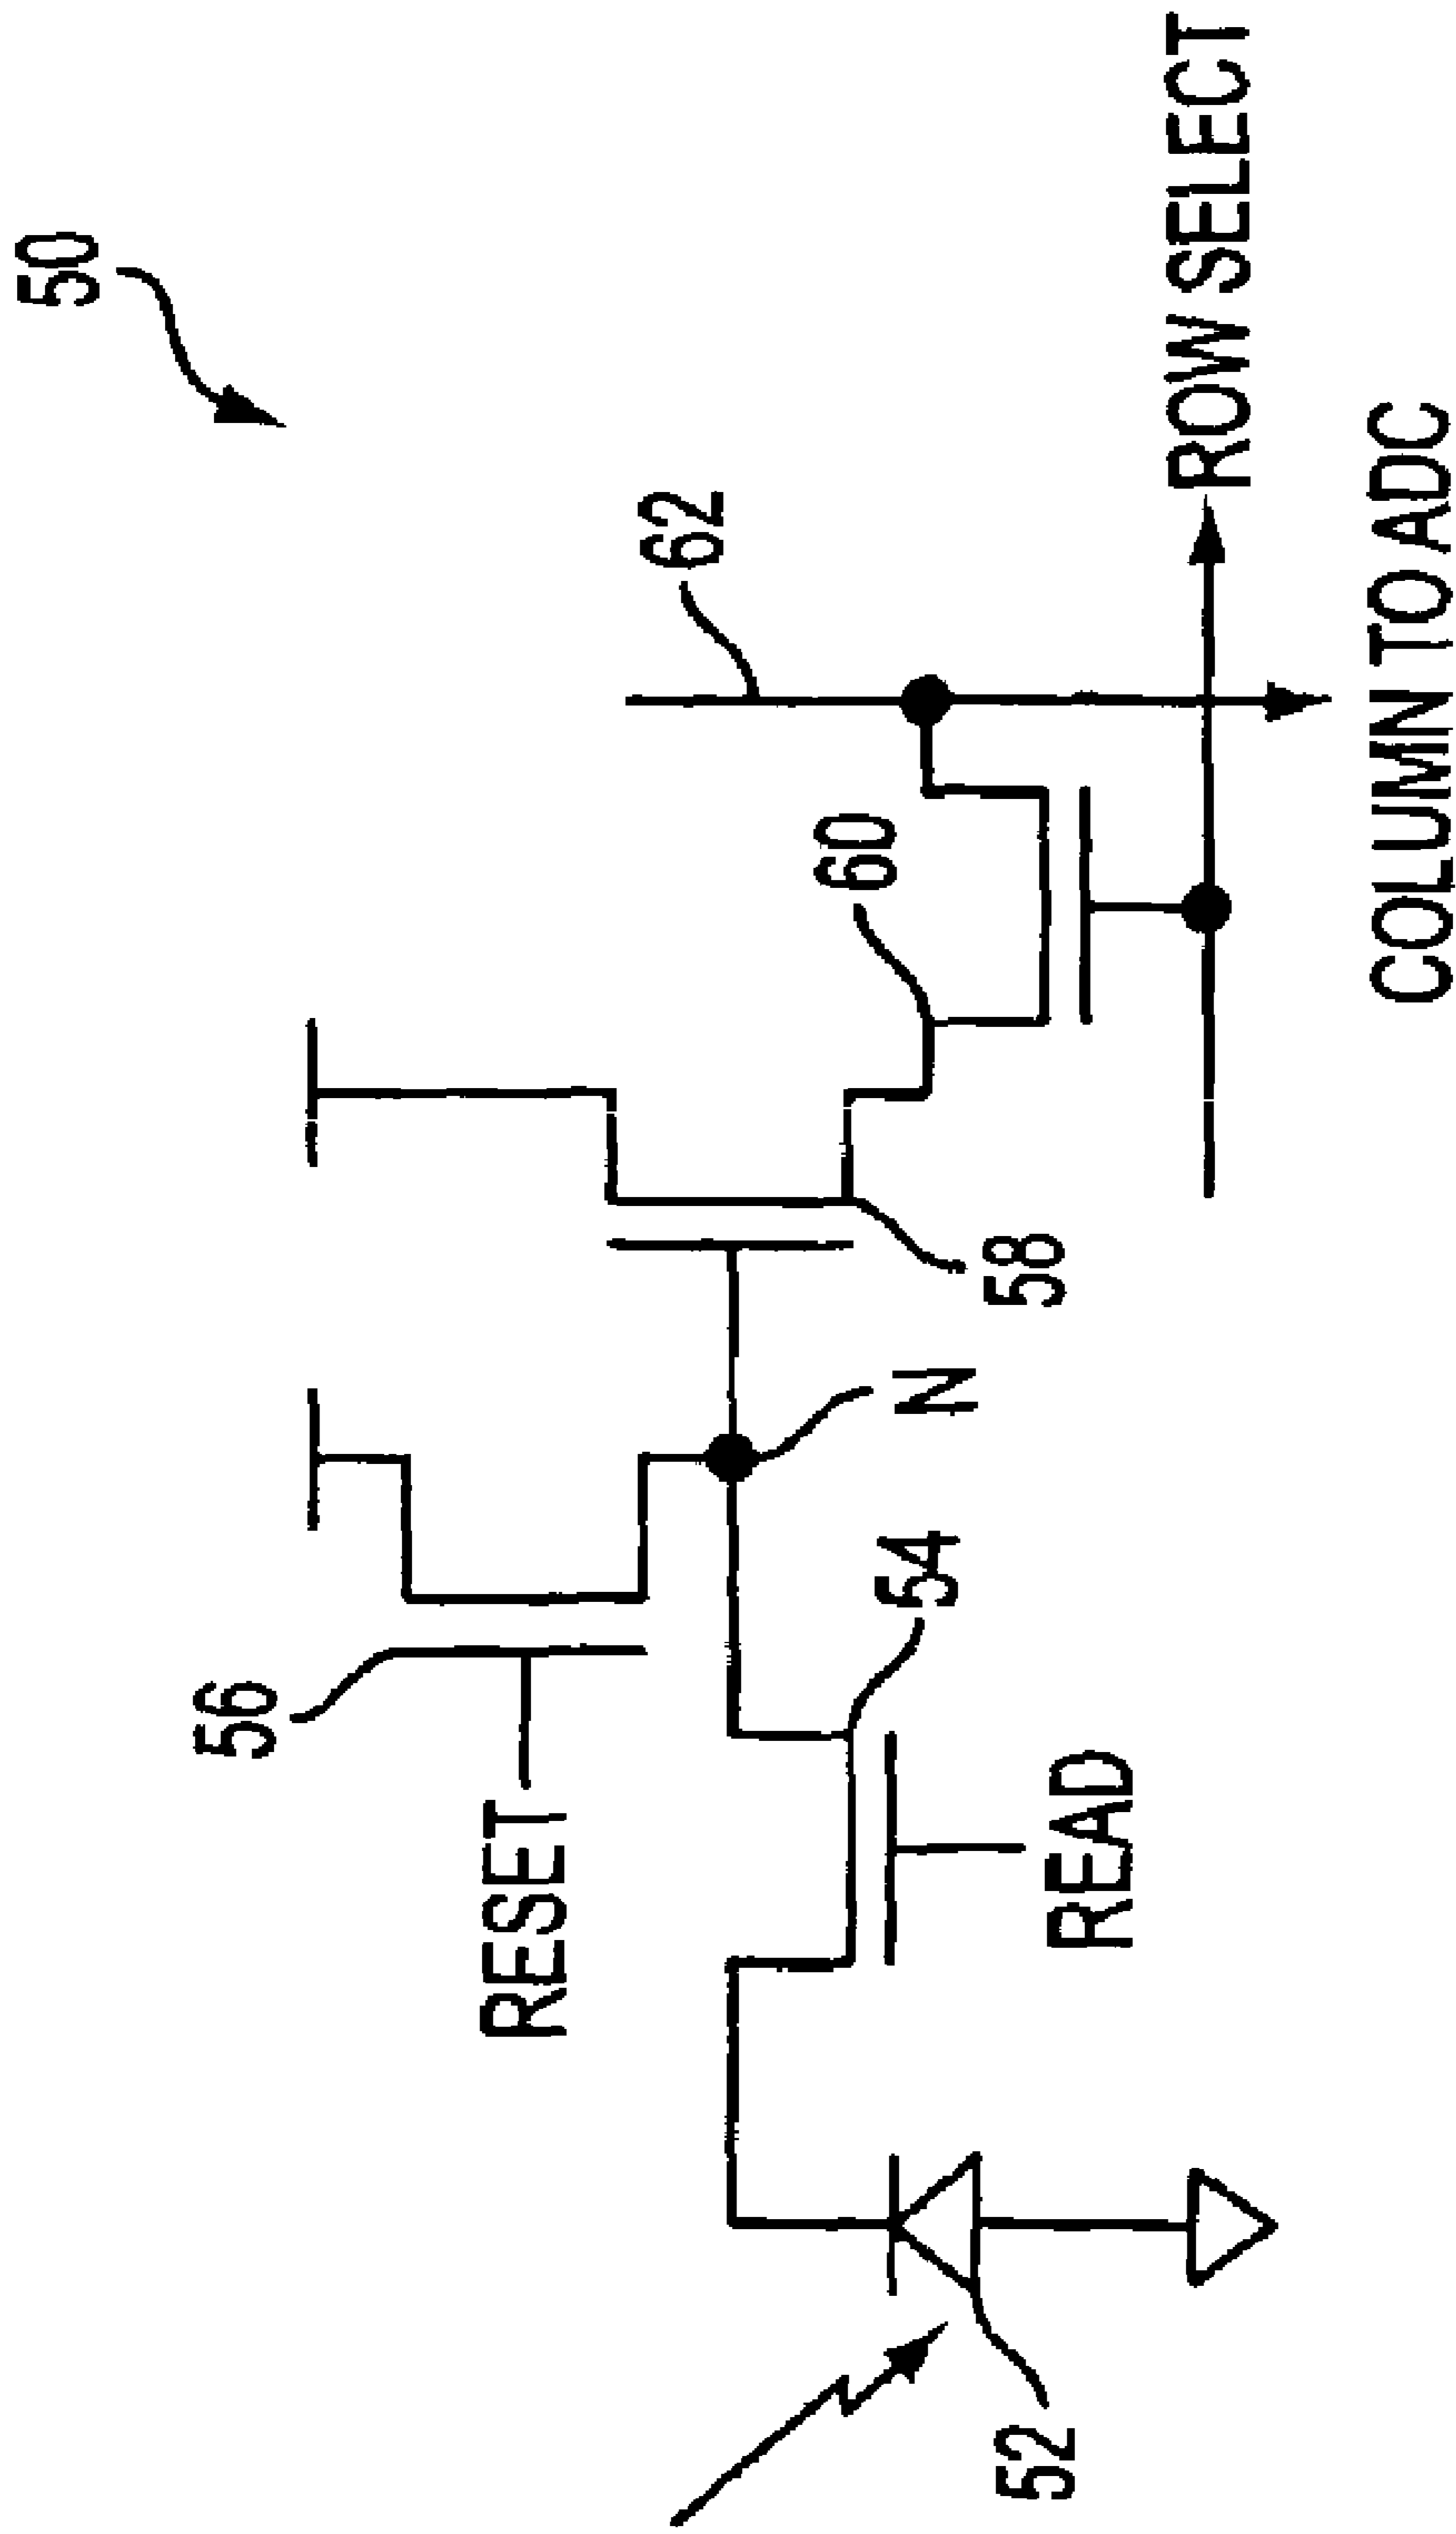 50
62
ROW SELECT
COLUMN TO ADC
60
58
N
54
56
RESET
READ
52